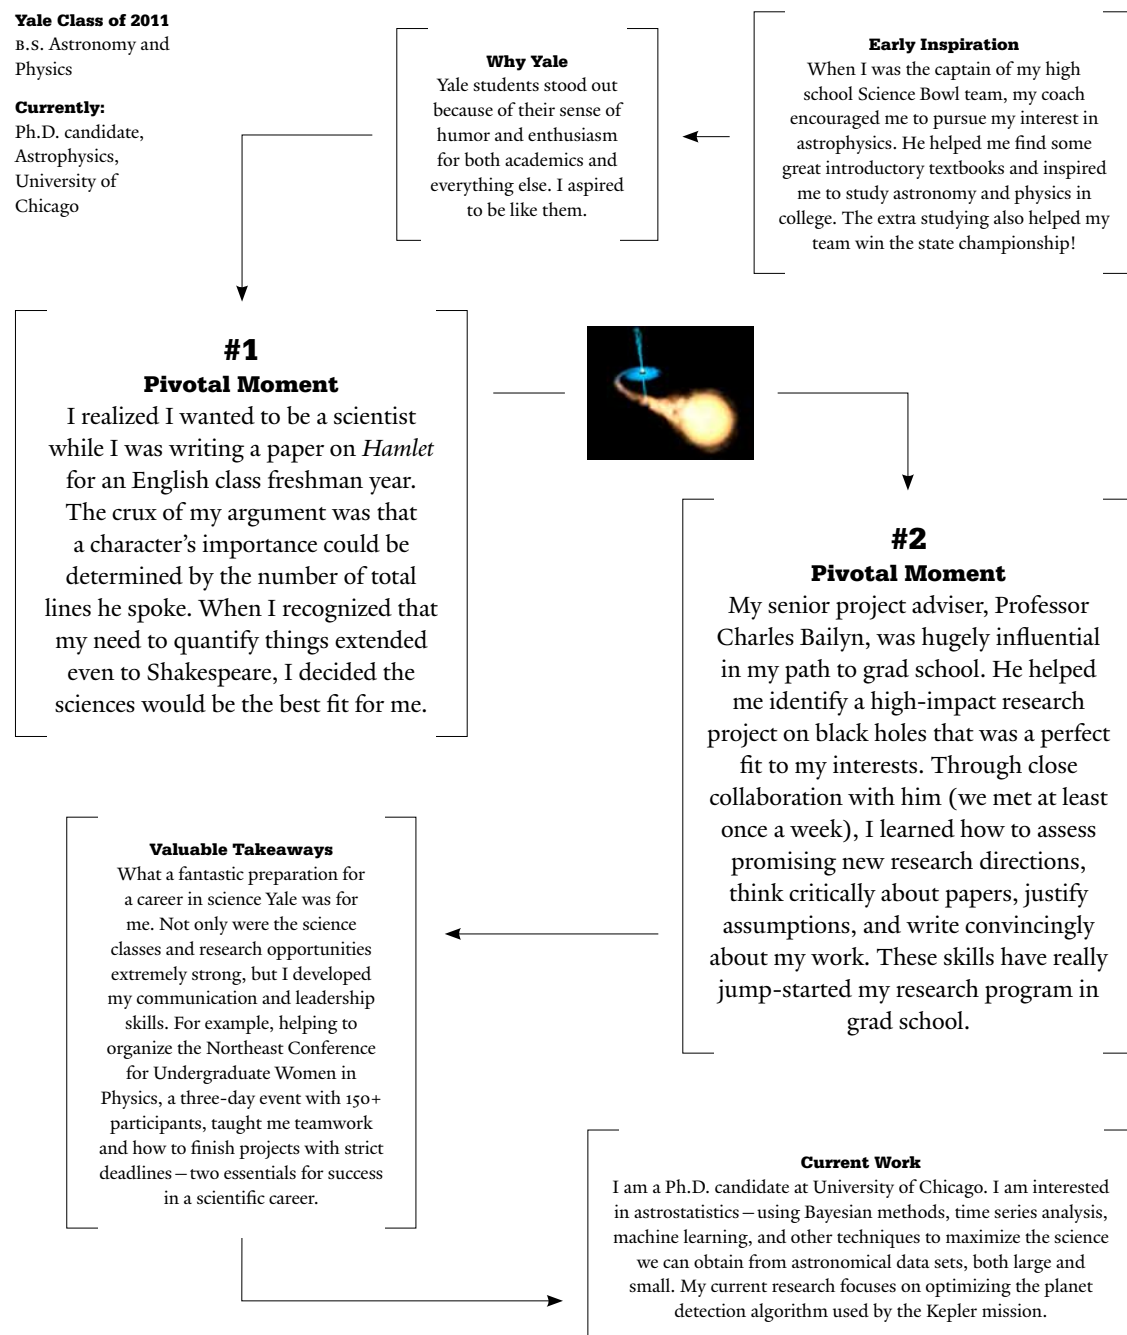 Yale Class of 2011
B.S. Astronomy and
Physics
Currently:
Ph.D. candidate,
Astrophysics,
University of
Chicago
Early Inspiration
When I was the captain of my high
school Science Bowl team, my coach
encouraged me to pursue my interest in
astrophysics. He helped me find some
great introductory textbooks and inspired
me to study astronomy and physics in
college. The extra studying also helped my
team win the state championship!
Why Yale
Yale students stood out
because of their sense of
humor and enthusiasm
for both academics and
everything else. I aspired
to be like them.
#1
Pivotal Moment
I realized I wanted to be a scientist
while I was writing a paper on Hamlet
for an English class freshman year.
The crux of my argument was that
a character’s importance could be
determined by the number of total
lines he spoke. When I recognized that
my need to quantify things extended
even to Shakespeare, I decided the
sciences would be the best fit for me.
#2
Pivotal Moment
My senior project adviser, Professor
Charles Bailyn, was hugely influential
in my path to grad school. He helped
me identify a high-impact research
project on black holes that was a perfect
fit to my interests. Through close
collaboration with him (we met at least
once a week), I learned how to assess
promising new research directions,
think critically about papers, justify
assumptions, and write convincingly
about my work. These skills have really
jump-started my research program in
grad school.
Valuable Takeaways
What a fantastic preparation for
a career in science Yale was for
me. Not only were the science
classes and research opportunities
extremely strong, but I developed
my communication and leadership
skills. For example, helping to
organize the Northeast Conference
for Undergraduate Women in
Physics, a three-day event with 150+
participants, taught me teamwork
and how to finish projects with strict
deadlines—two essentials for success
in a scientific career.
Current Work
I am a Ph.D. candidate at University of Chicago. I am interested
in astrostatistics—using Bayesian methods, time series analysis,
machine learning, and other techniques to maximize the science
we can obtain from astronomical data sets, both large and
small. My current research focuses on optimizing the planet
detection algorithm used by the Kepler mission.